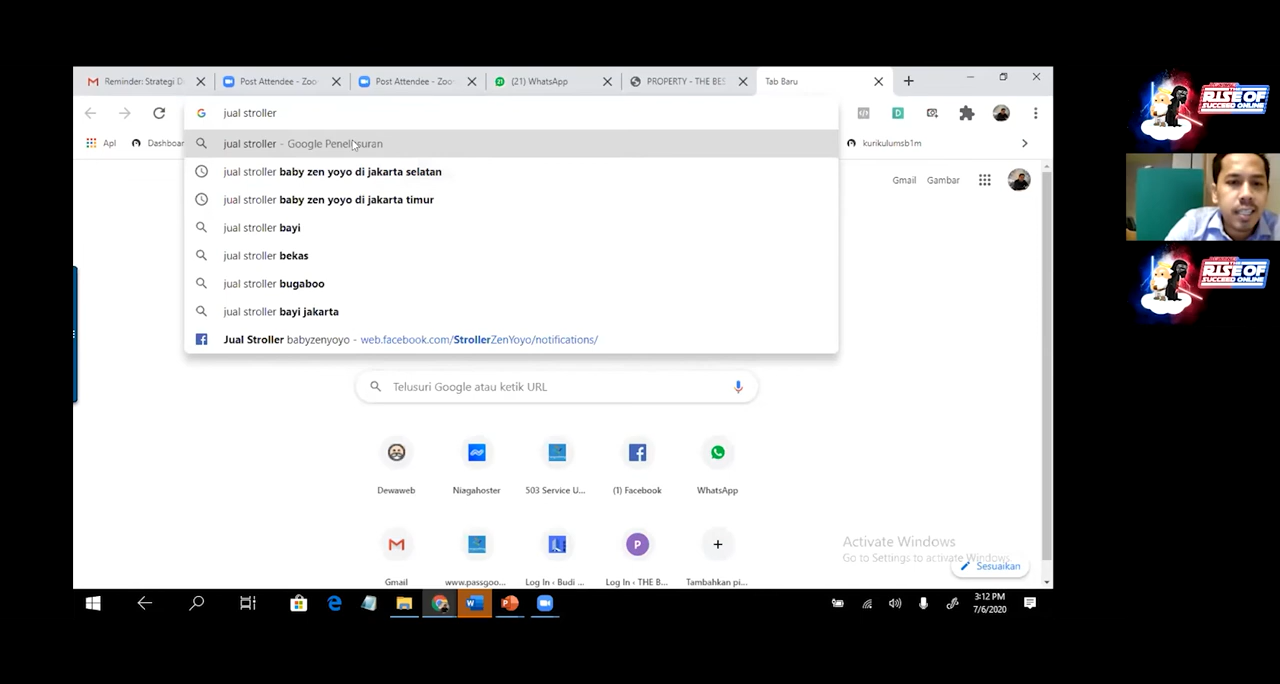 Reminder: Strategi D
Post Attendee - Zoo
Post Attendee - Zoo
(21) WhatsApp
PROPERTY - THE BES
Tab Baru
jual stroller
Apl
Dashboar
kurikulumsb1m
jual stroller - Google Penelusuran
jual stroller baby zen yoyo di jakarta selatan
jual stroller baby zen yoyo di jakarta timur
jual stroller bayi
jual stroller bekas
jual stroller bugaboo
jual stroller bayi jakarta
Jual Stroller babyzenyoyo - web.facebook.com/StrollerZenYoyo/notifications/
Gmail
Gambar
Telusuri Google atau ketik URL
Dewaweb
Niagahoster
503 Service U...
(1) Facebook
WhatsApp
P
Gmail
www.passgoo...
Log In ‹ Budi ...
Log In ‹ THE B...
Tambahkan pi...
Activate Windows
Go to Settings to activate Windows.
Sesuaikan
3:12 PM
7/6/2020
THE
RISE OF
SUCCEED ONLINE
THE
RISE OF
SUCCEED ONLINE